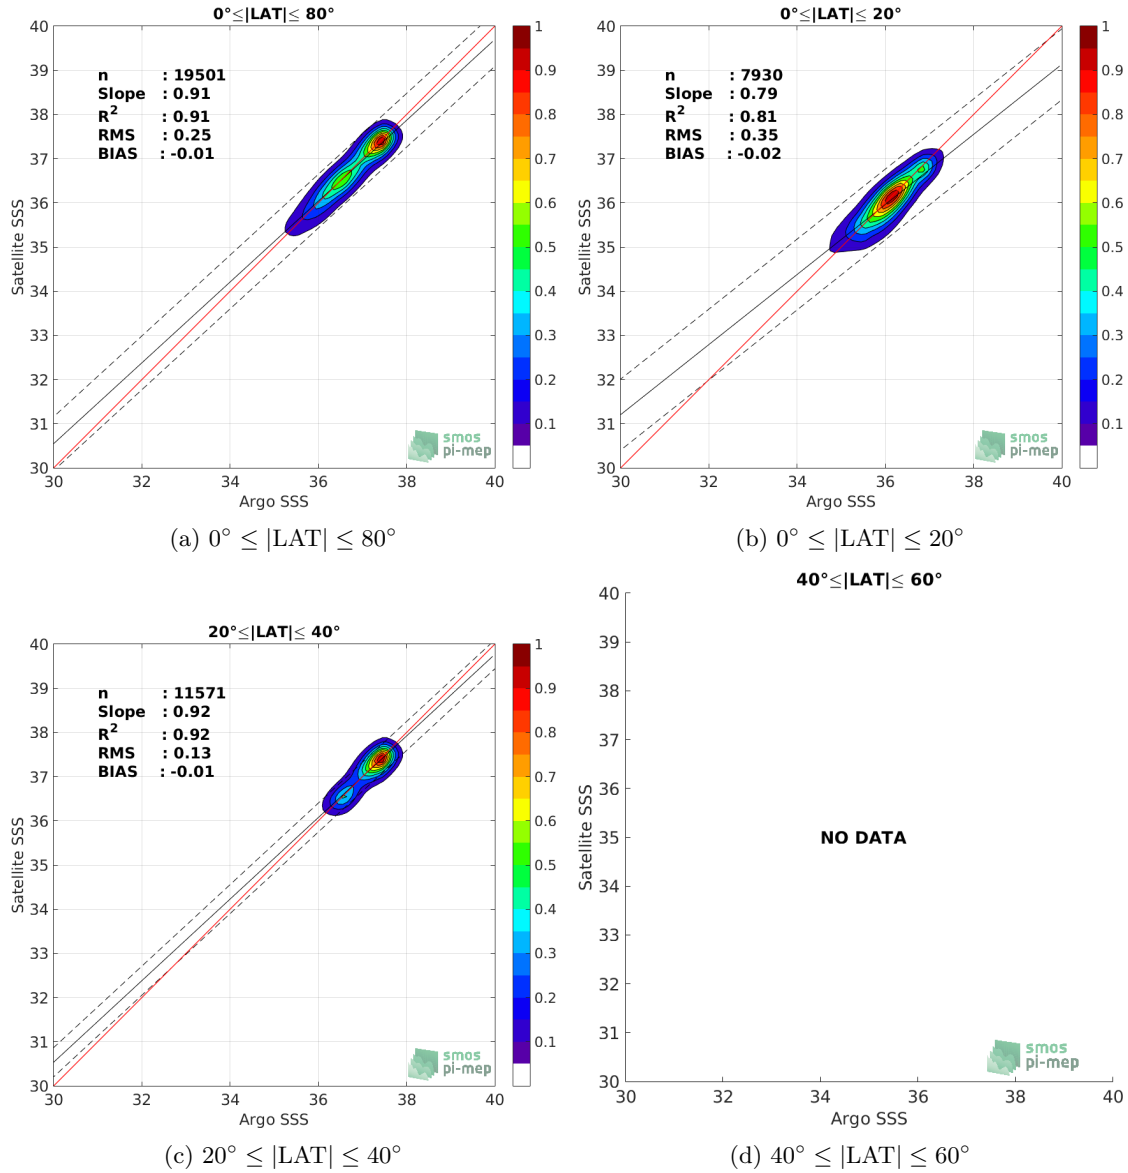 0°≤|LAT|≤ 80°
40
39
38
37
36
35
34
33
32
31
30
Satellite SSS
n : 19501
Slope : 0.91
R² : 0.91
RMS : 0.25
BIAS : -0.01
smos
pi-mep
30 32 34 36 38 40
Argo SSS
1
0.9
0.8
0.7
0.6
0.5
0.4
0.3
0.2
0.1
(a) 0° ≤ |LAT| ≤ 80°
0°≤|LAT|≤ 20°
40
39
38
37
36
35
34
33
32
31
30
Satellite SSS
n : 7930
Slope : 0.79
R² : 0.81
RMS : 0.35
BIAS : -0.02
smos
pi-mep
30 32 34 36 38 40
Argo SSS
1
0.9
0.8
0.7
0.6
0.5
0.4
0.3
0.2
0.1
(b) 0° ≤ |LAT| ≤ 20°
20°≤|LAT|≤ 40°
40
39
38
37
36
35
34
33
32
31
30
Satellite SSS
n : 11571
Slope : 0.92
R² : 0.92
RMS : 0.13
BIAS : -0.01
smos
pi-mep
30 32 34 36 38 40
Argo SSS
1
0.9
0.8
0.7
0.6
0.5
0.4
0.3
0.2
0.1
(c) 20° ≤ |LAT| ≤ 40°
40°≤|LAT|≤ 60°
40
39
38
37
36
35
34
33
32
31
30
Satellite SSS
NO DATA
smos
pi-mep
30 32 34 36 38 40
Argo SSS
(d) 40° ≤ |LAT| ≤ 60°